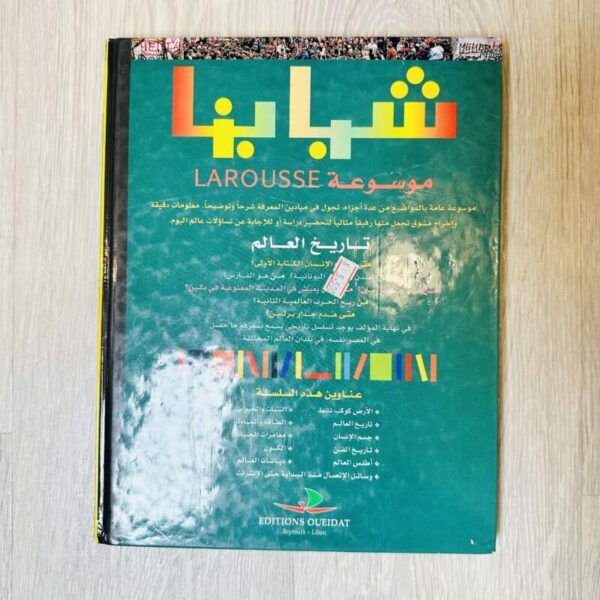 شبابنا
موسوعة LAROUSSE
موسوعة عامة بالمواضيع من عدة أجزاء، تجول في ميادين المعرفة شرحاً وتوضيحاً، معلومات دقيقة
وإخراج مشوق تجعل منها رفيقاً مثالياً لتحضير دراسة أو للإجابة عن تساؤلات عالم اليوم.
تاريخ العالم
الإنسان الكتابة الأولى؟
اليونانية؟ من هو الفارس؟
يعيش في المدينة الممنوعة في بكين؟
من ربح الحرب العالمية الثانية؟
متى هدم جدار برلين؟
في نهاية المؤلف يوجد تسلسل تاريخي يسمح بمعرفة ما حصل
في العصر نفسه، في بلدان العالم المختلفة
عناوين هذه السلسلة
♦ الأرض كوكب نشط
♦ تاريخ العالم
♦ جسم الإنسان
♦ تاريخ الفن
♦ أطلس العالم
♦ وسائل الإتصال منذ البداية حتى الإنترنت
♦ النبات والحيوان
♦ الطاقة والمادة
♦ مغامرات الحياة
♦ الكون
♦ ديانات العالم
EDITIONS OUEIDAT
Beyrouth - Liban